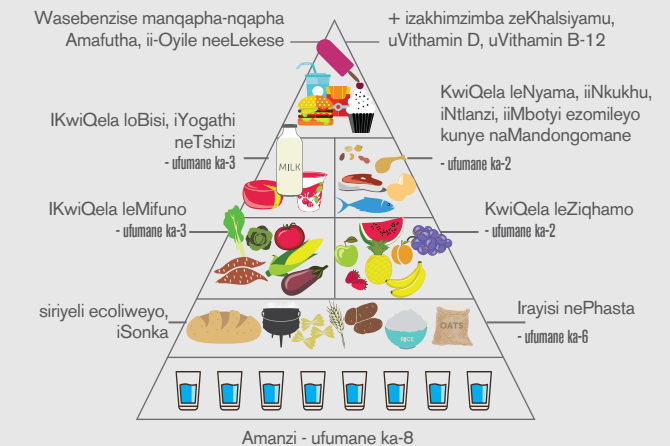 Wasebenzise manqapha-nqapha
Amafutha, ii-Oyile neeLekese
+ izakhimzimba zeKhalsiyamu,
uVithamin D, uVithamin B-12
IKwiQela loBisi, iYogathi
neTshizi
- ufumane ka-3
KwiQela leNyama, iiNkukhu,
iNtlanzi, iiMbotyi ezomileyo
kunye naMandongomane
- ufumane ka-2
MILK
IKwiQela leMifuno
- ufumane ka-3
KwiQela leZiqhamo
- ufumane ka-2
siriyeli ecoliweyo,
iSonka
Irayisi nePhasta
- ufumane ka-6
RICE
OATS
Amanzi - ufumane ka-8